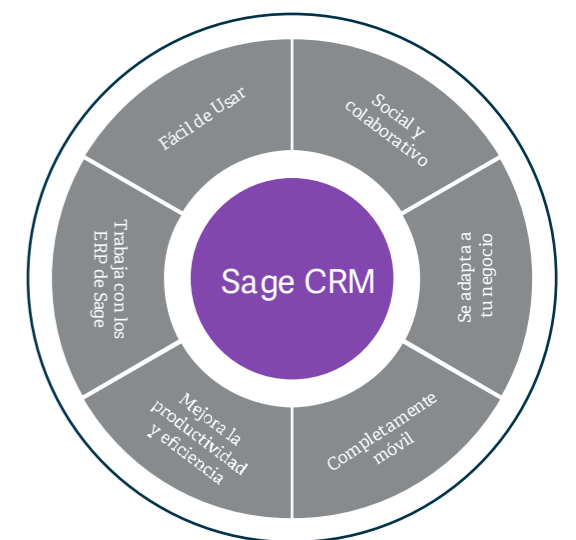 Fácil de Usar
Social y
colaborativo
Trabaja con los
ERP de Sage
Sage CRM
Se adapta a
tu negocio
Mejora la
productividad
y eficiencia
Completamente
móvil